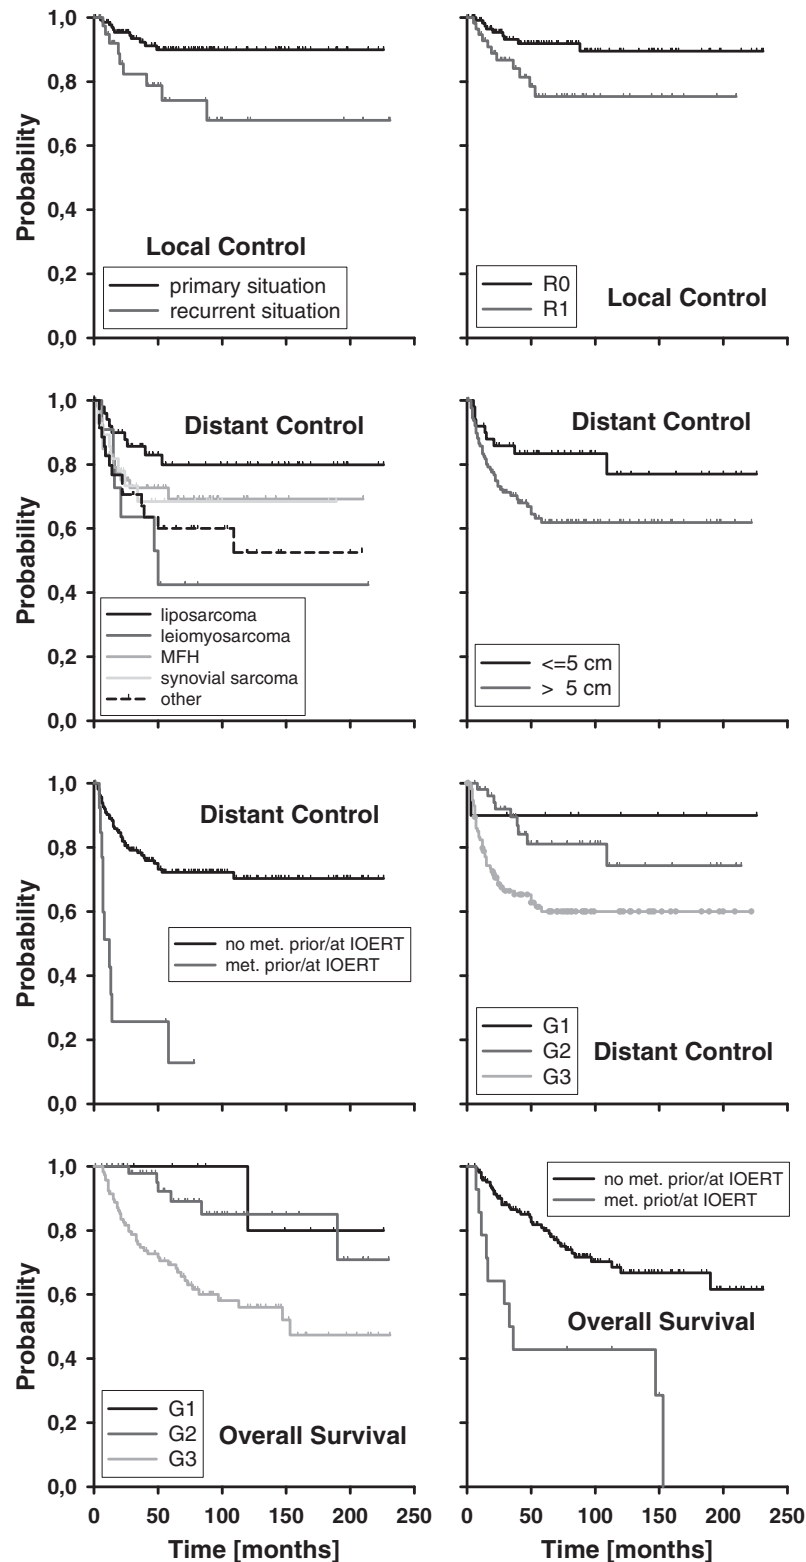 1,0
0,8
0,6
0,4
0,2
0,0
Probability
Local Control
primary situation
recurrent situation
R0
R1
Local Control
1,0
0,8
0,6
0,4
0,2
0,0
Probability
Distant Control
liposarcoma
leiomyosarcoma
MFH
synovial sarcoma
other
Distant Control
<=5 cm
> 5 cm
1,0
0,8
0,6
0,4
0,2
0,0
Probability
Distant Control
no met. prior/at IOERT
met. prior/at IOERT
G1
G2
G3
Distant Control
1,0
0,8
0,6
0,4
0,2
0,0
Probability
G1
G2
G3
Overall Survival
0 50 100 150 200 250
Time [months]
no met. prior/at IOERT
met. priot/at IOERT
Overall Survival
0 50 100 150 200 250
Time [months]